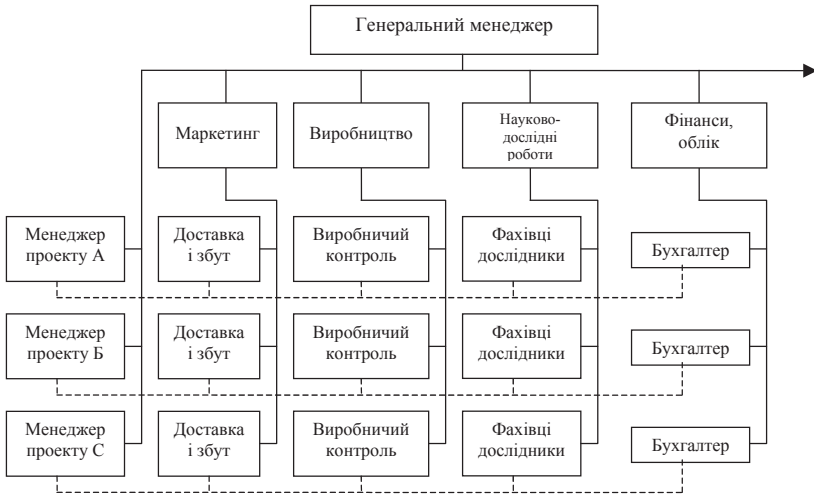 Генеральний менеджер
Маркетинг
Виробництво
Науково-
дослідні
роботи
Фінанси,
облік
Менеджер
проекту А
Доставка
і збут
Виробничий
контроль
Фахівці
дослідники
Бухгалтер
Менеджер
проекту Б
Доставка
і збут
Виробничий
контроль
Фахівці
дослідники
Бухгалтер
Менеджер
проекту С
Доставка
і збут
Виробничий
контроль
Фахівці
дослідники
Бухгалтер